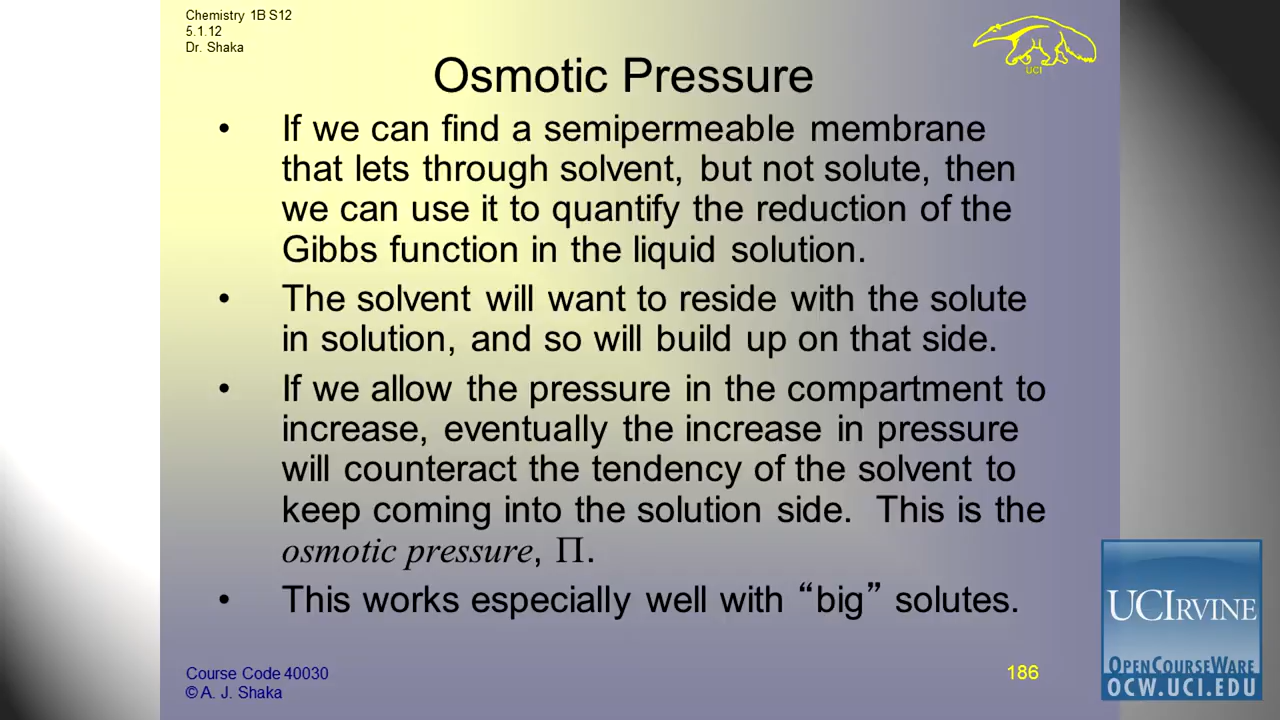 Chemistry 1B S12
5.1.12
Dr. Shaka
UCI
Osmotic Pressure
• If we can find a semipermeable membrane
that lets through solvent, but not solute, then
we can use it to quantify the reduction of the
Gibbs function in the liquid solution.
• The solvent will want to reside with the solute
in solution, and so will build up on that side.
• If we allow the pressure in the compartment to
increase, eventually the increase in pressure
will counteract the tendency of the solvent to
keep coming into the solution side.  This is the
osmotic pressure, Π.
• This works especially well with “big” solutes.
Course Code 40030
© A. J. Shaka
186
UCIRVINE
OPENCOURSEWARE
OCW.UCI.EDU